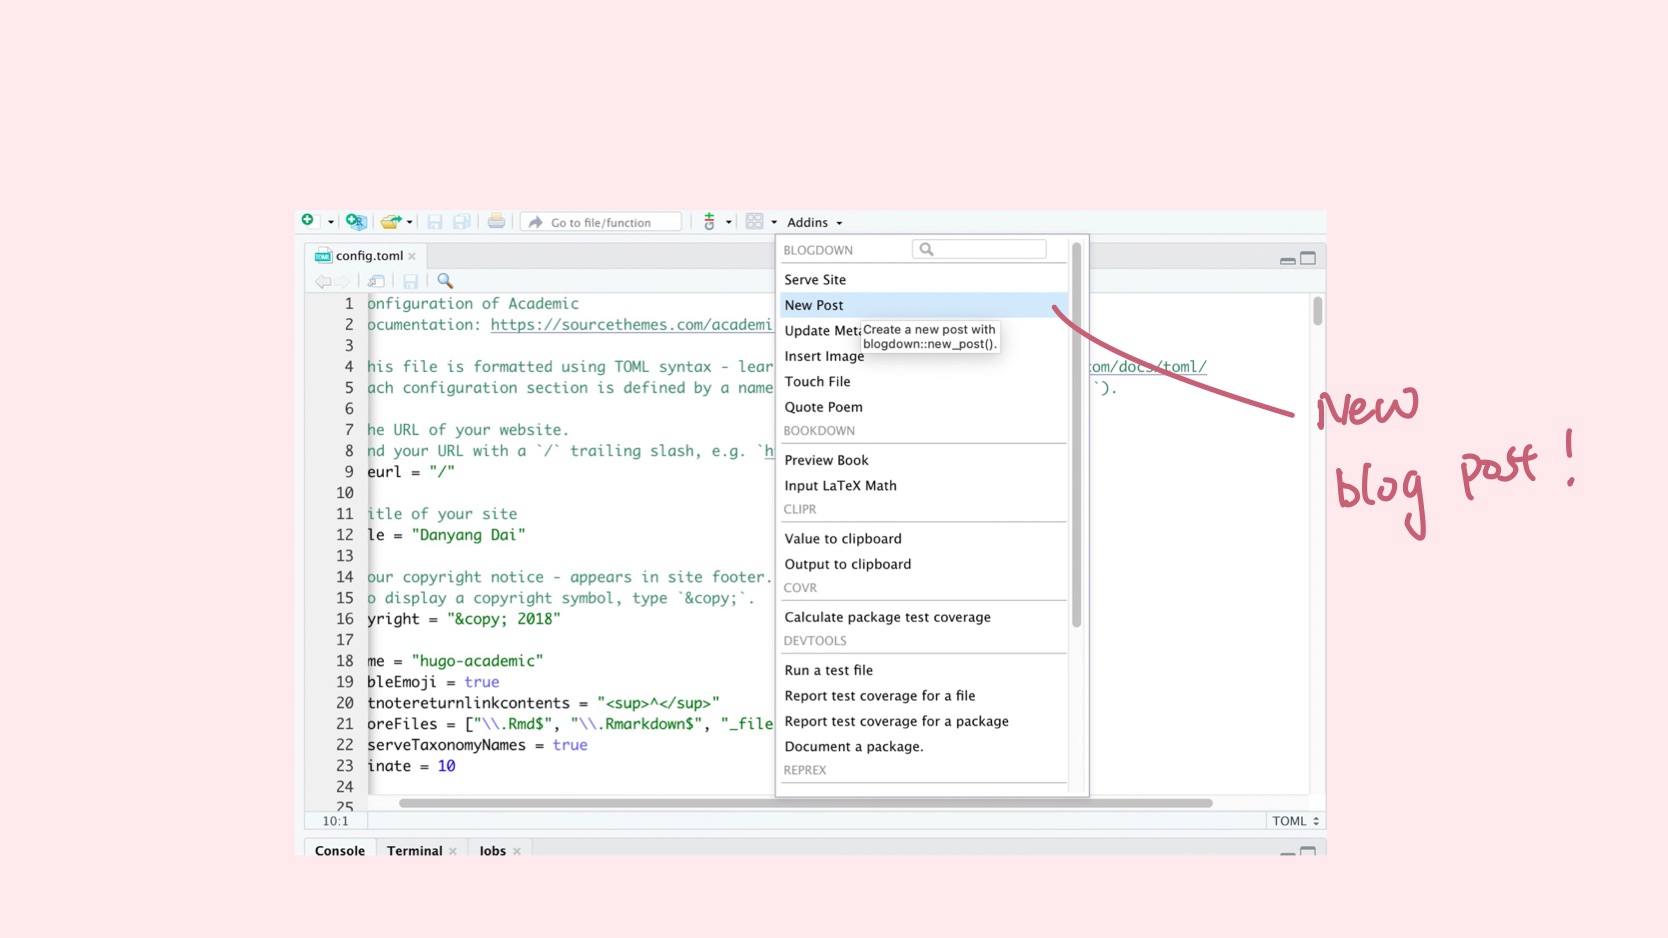 Go to file/function
Addins
config.toml
BLOGDOWN
Serve Site
New Post
Update Meta
Create a new post with
blogdown::new_post().
Insert Image
Touch File
Quote Poem
BOOKDOWN
Preview Book
Input LaTeX Math
CLIPR
Value to clipboard
Output to clipboard
COVR
Calculate package test coverage
DEVTOOLS
Run a test file
Report test coverage for a file
Report test coverage for a package
Document a package.
REPREX
1 onfiguration of Academic
2 ocumentation: https://sourcethemes.com/academi
3
4 his file is formatted using TOML syntax - lear om/docs/toml/
5 ach configuration section is defined by a name `).
6
7 he URL of your website.
8 nd your URL with a `/` trailing slash, e.g. `h
9 eurl = "/"
10
11 itle of your site
12 le = "Danyang Dai"
13
14 our copyright notice - appears in site footer.
15 o display a copyright symbol, type `&copy;`.
16 yright = "&copy; 2018"
17
18 me = "hugo-academic"
19 bleEmoji = true
20 tnotereturnlinkcontents = "<sup>^</sup>"
21 oreFiles = ["\\.Rmd$", "\\.Rmarkdown$", "_file
22 serveTaxonomyNames = true
23 inate = 10
24
25
10:1
TOML
Console Terminal Jobs
New
blog post!